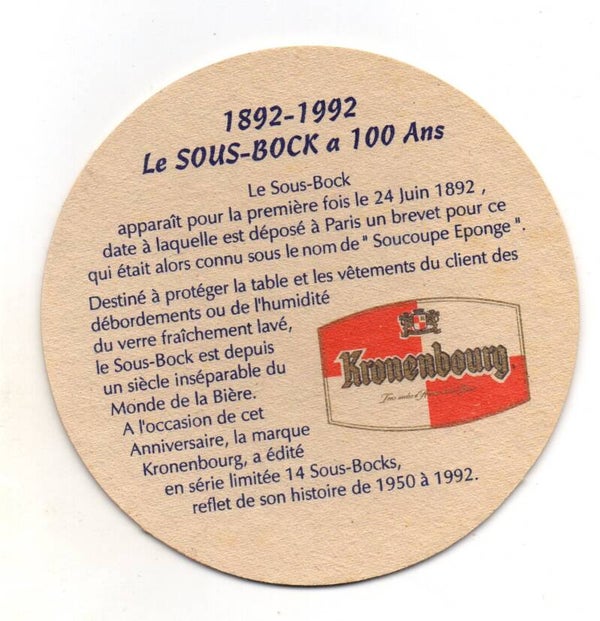 1892-1992
Le SOUS-BOCK a 100 Ans
Le Sous-Bock
apparaît pour la première fois le 24 Juin 1892 ,
date à laquelle est déposé à Paris un brevet pour ce
qui était alors connu sous le nom de " Soucoupe Eponge ".
Destiné à protéger la table et les vêtements du client des
débordements ou de l'humidité
du verre fraîchement lavé,
le Sous-Bock est depuis
un siècle inséparable du
Monde de la Bière.
A l'occasion de cet
Anniversaire, la marque
Kronenbourg, a édité
en série limitée 14 Sous-Bocks,
reflet de son histoire de 1950 à 1992.
Kronenbourg